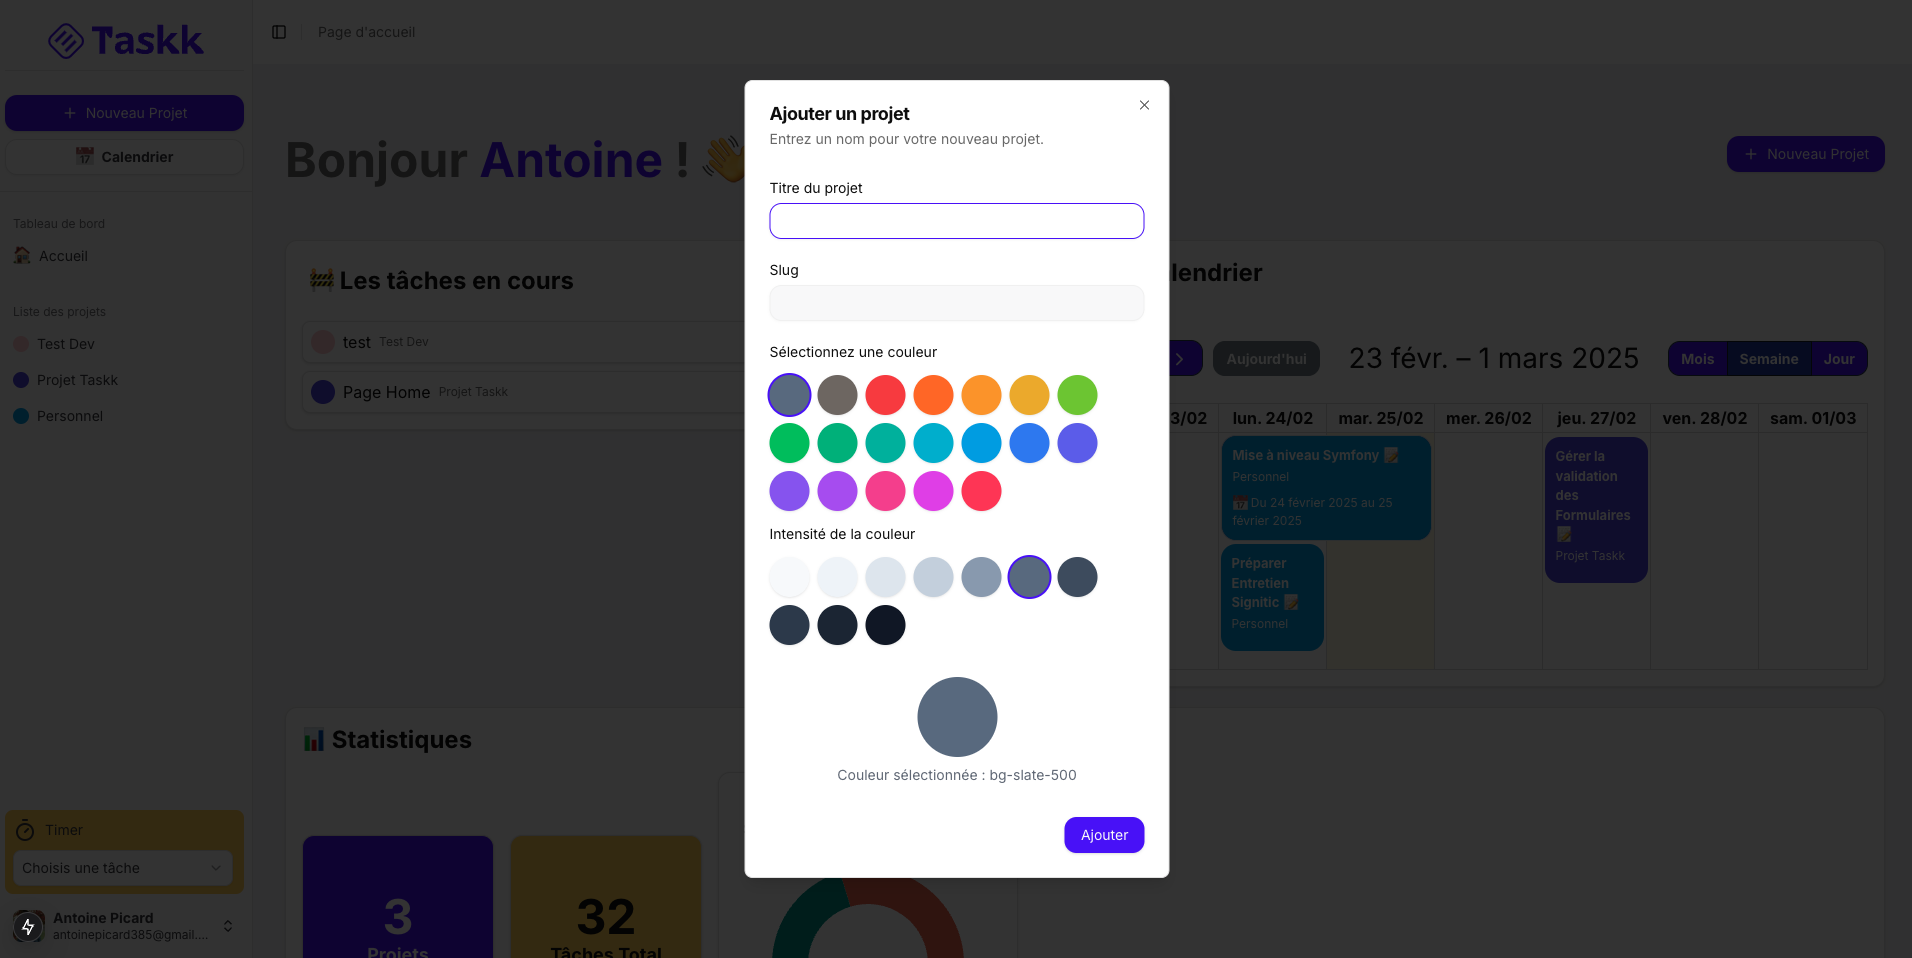 Taskk
Page d'accueil
Nouveau Projet
Calendrier
Tableau de bord
Accueil
Liste des projets
Test Dev
Projet Taskk
Personnel
Timer
Choisis une tâche
Antoine Picard
antoinepicard385@gmail....
Bonjour Antoine !
Nouveau Projet
Les tâches en cours
test Test Dev
Page Home Projet Taskk
Ajouter un projet
Entrez un nom pour votre nouveau projet.
Titre du projet
Slug
Sélectionnez une couleur
Intensité de la couleur
Couleur sélectionnée : bg-slate-500
Ajouter
lendrier
Aujourd'hui
23 févr. – 1 mars 2025
Mois Semaine Jour
3/02 lun. 24/02 mar. 25/02 mer. 26/02 jeu. 27/02 ven. 28/02 sam. 01/03
Mise à niveau Symfony
Personnel
Du 24 février 2025 au 25
février 2025
Préparer
Entretien
Signitic
Personnel
Gérer la
validation
des
Formulaires
Projet Taskk
Statistiques
3
Projets
32
Tâches Total